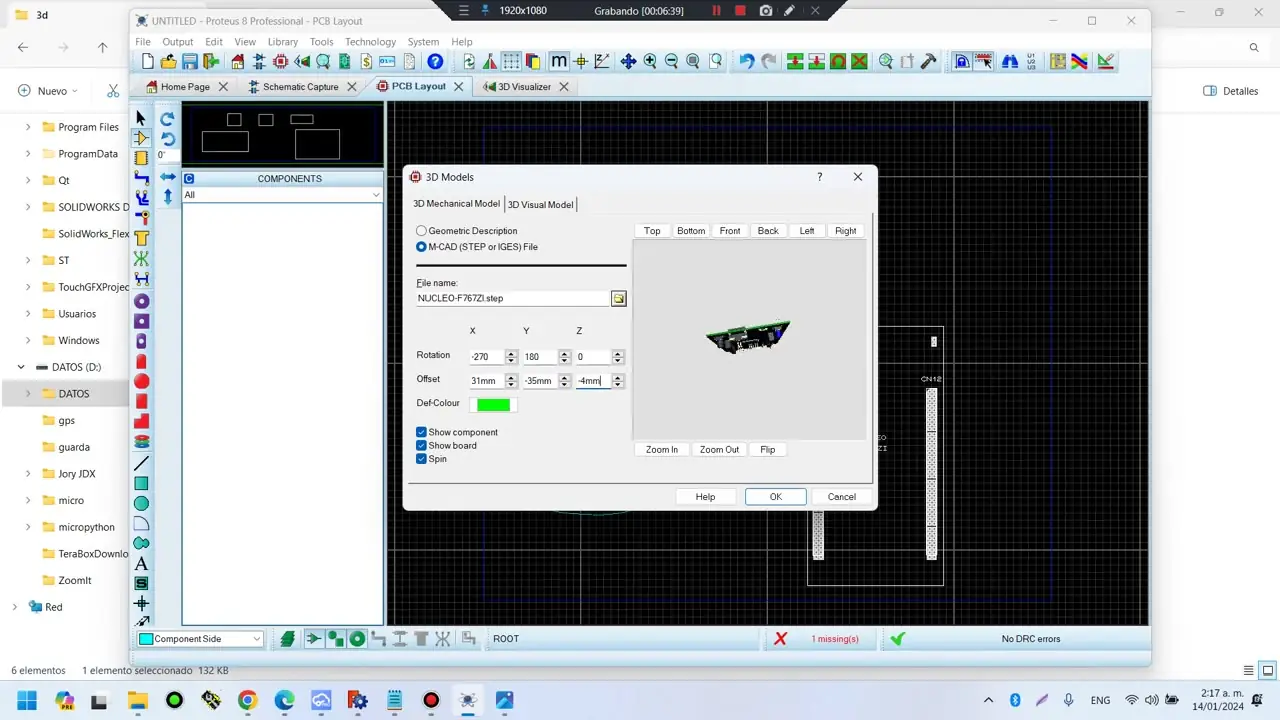 1920x1080 Grabando [00:06:39]
3d
UNTITLED - Proteus 8 Professional - PCB Layout
File Output Edit View Library Tools Technology System Help
Nuevo
Home Page Schematic Capture PCB Layout 3D Visualizer
Detalles
Program Files
ProgramData
Qt
SOLIDWORKS D
SolidWorks_Flex
ST
TouchGFXProjec
Usuarios
Windows
DATOS (D:)
DATOS
gps
guarda
Jory JDX
micro
micropython
TeraBoxDownlo
ZoomIt
Red
0°
C COMPONENTS
All
3D Models ?
3D Mechanical Model 3D Visual Model
Geometric Description
M-CAD (STEP or IGES) File
File name:
NUCLEO-F767ZI.step
X Y Z
Rotation -270 180 0
Offset 31mm -35mm -4mm
Def-Colour
Show component
Show board
Spin
Top Bottom Front Back Left Right
Zoom In Zoom Out Flip
Help OK Cancel
CN12
EO
ZI
Component Side
ROOT
1 missing(s)
No DRC errors
6 elementos 1 elemento seleccionado 132 KB
ENG
2:17 a. m.
14/01/2024